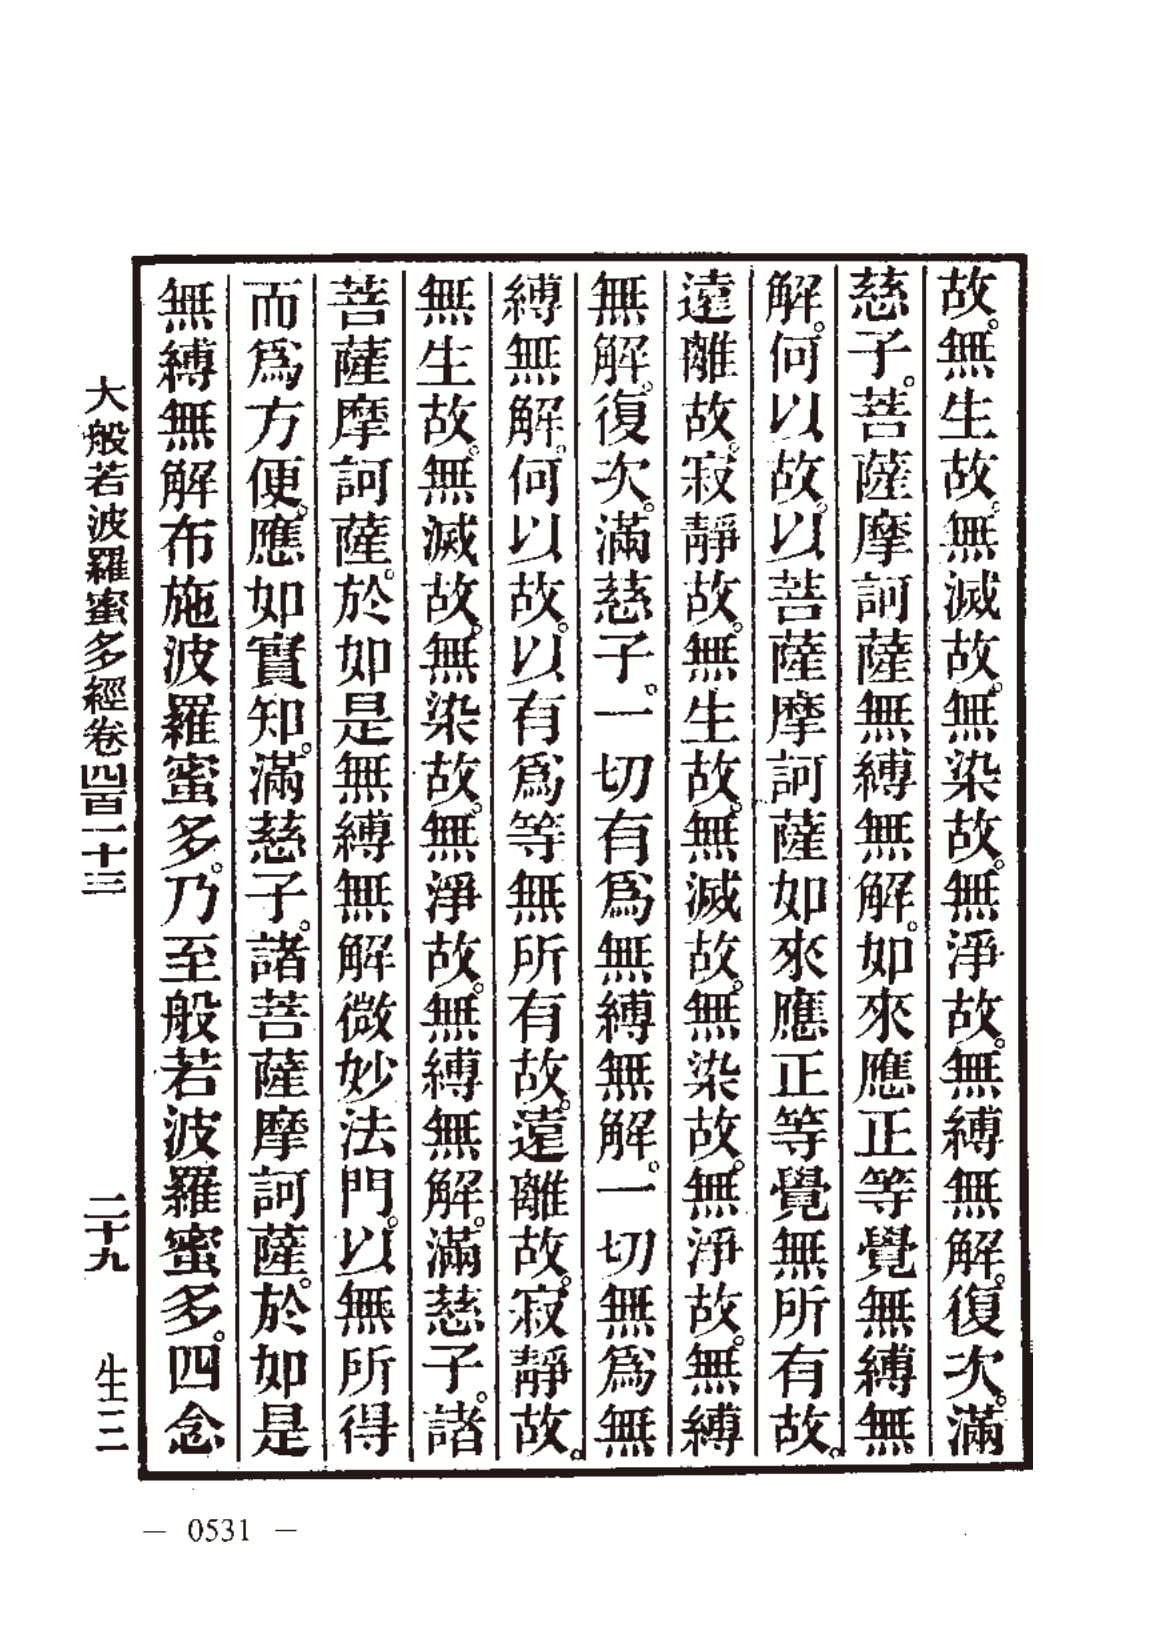 故。無生故。無滅故。無染故。無淨故。無縛無解。復次。滿
慈子。菩薩摩訶薩無縛無解。如來應正等覺無縛無
解。何以故。以菩薩摩訶薩如來應正等覺無所有故。
遠離故。寂靜故。無生故。無滅故。無染故。無淨故。無縛
無解。復次。滿慈子。一切有爲無縛無解。一切無爲無
縛無解。何以故。以有爲等無所有故。遠離故。寂靜故。
無生故。無滅故。無染故。無淨故。無縛無解。滿慈子。諸
菩薩摩訶薩。於如是無縛無解微妙法門。以無所得
而爲方便。應如實知。滿慈子。諸菩薩摩訶薩。於如是
無縛無解布施波羅蜜多。乃至般若波羅蜜多。四念
大般若波羅蜜多經卷四百二十三 二十九 生三
— 0531 —